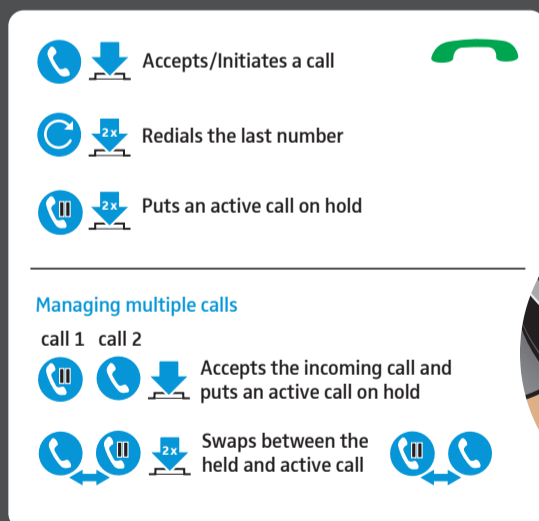 Accepts/Initiates a call
2x
Redials the last number
2x
Puts an active call on hold
Managing multiple calls
call 1 call 2
Accepts the incoming call and
puts an active call on hold
2x
Swaps between the
held and active call